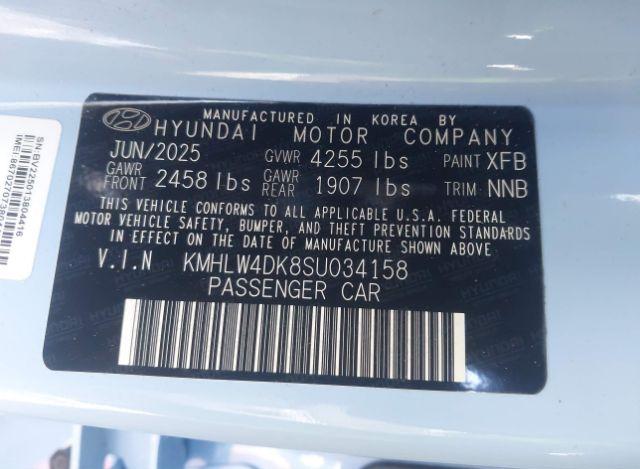 MANUFACTURED IN KOREA BY
HYUNDAI MOTOR COMPANY
JUN/2025 GVWR 4255 lbs PAINT XFB
GAWR FRONT 2458 lbs GAWR REAR 1907 lbs TRIM NNB
THIS VEHICLE CONFORMS TO ALL APPLICABLE U.S.A. FEDERAL
MOTOR VEHICLE SAFETY, BUMPER, AND THEFT PREVENTION
STANDARDS IN EFFECT ON THE DATE OF MANUFACTURE SHOWN ABOVE.
V.I.N KMHLW4DK8SU034158
PASSENGER CAR
SN:BV225013804416